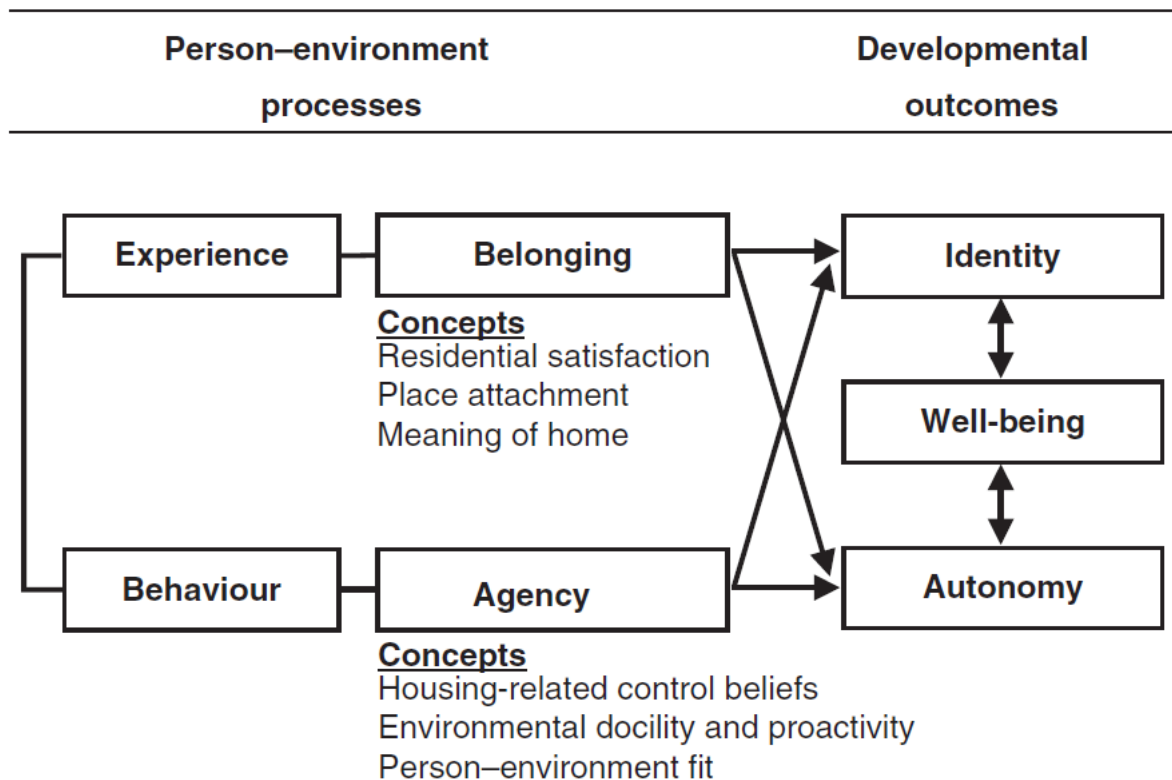 Person–environment
processes
Developmental
outcomes
Experience
Belonging
Identity
Concepts
Residential satisfaction
Place attachment
Meaning of home
Well-being
Behaviour
Agency
Autonomy
Concepts
Housing-related control beliefs
Environmental docility and proactivity
Person–environment fit